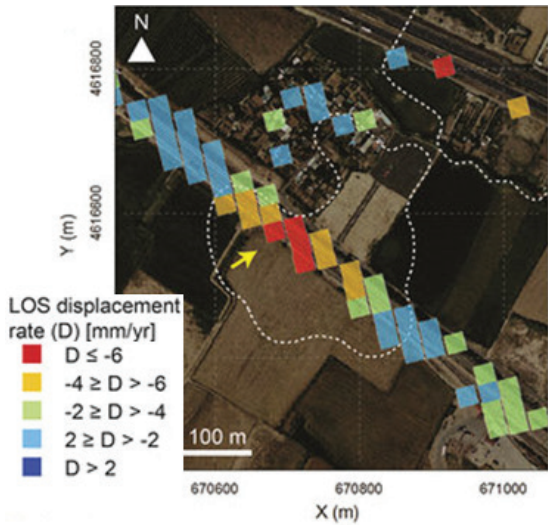 N
4616800
4616600
Y (m)
LOS displacement
rate (D) [mm/yr]
D ≤ -6
-4 ≥ D > -6
-2 ≥ D > -4
2 ≥ D > -2
D > 2
100 m
670600
670800
671000
X (m)